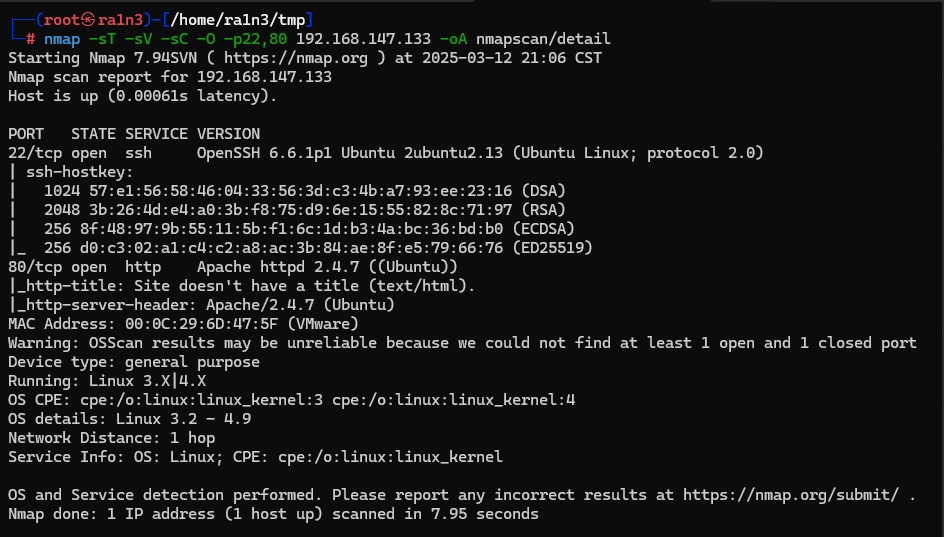 ┌──(root㉿ra1n3)-[/home/ra1n3/tmp]
└─# nmap -sT -sV -sC -O -p22,80 192.168.147.133 -oA nmapscan/detail
Starting Nmap 7.94SVN ( https://nmap.org ) at 2025-03-12 21:06 CST
Nmap scan report for 192.168.147.133
Host is up (0.00061s latency).

PORT   STATE SERVICE VERSION
22/tcp open  ssh     OpenSSH 6.6.1p1 Ubuntu 2ubuntu2.13 (Ubuntu Linux; protocol 2.0)
| ssh-hostkey:
|   1024 57:e1:56:58:46:04:33:56:3d:c3:4b:a7:93:ee:23:16 (DSA)
|   2048 3b:26:4d:e4:a0:3b:f8:75:d9:6e:15:55:82:8c:71:97 (RSA)
|   256 8f:48:97:9b:55:11:5b:f1:6c:1d:b3:4a:bc:36:bd:b0 (ECDSA)
|_  256 d0:c3:02:a1:c4:c2:a8:ac:3b:84:ae:8f:e5:79:66:76 (ED25519)
80/tcp open  http    Apache httpd 2.4.7 ((Ubuntu))
|_http-title: Site doesn't have a title (text/html).
|_http-server-header: Apache/2.4.7 (Ubuntu)
MAC Address: 00:0C:29:6D:47:5F (VMware)
Warning: OSScan results may be unreliable because we could not find at least 1 open and 1 closed port
Device type: general purpose
Running: Linux 3.X|4.X
OS CPE: cpe:/o:linux:linux_kernel:3 cpe:/o:linux:linux_kernel:4
OS details: Linux 3.2 - 4.9
Network Distance: 1 hop
Service Info: OS: Linux; CPE: cpe:/o:linux:linux_kernel

OS and Service detection performed. Please report any incorrect results at https://nmap.org/submit/ .
Nmap done: 1 IP address (1 host up) scanned in 7.95 seconds